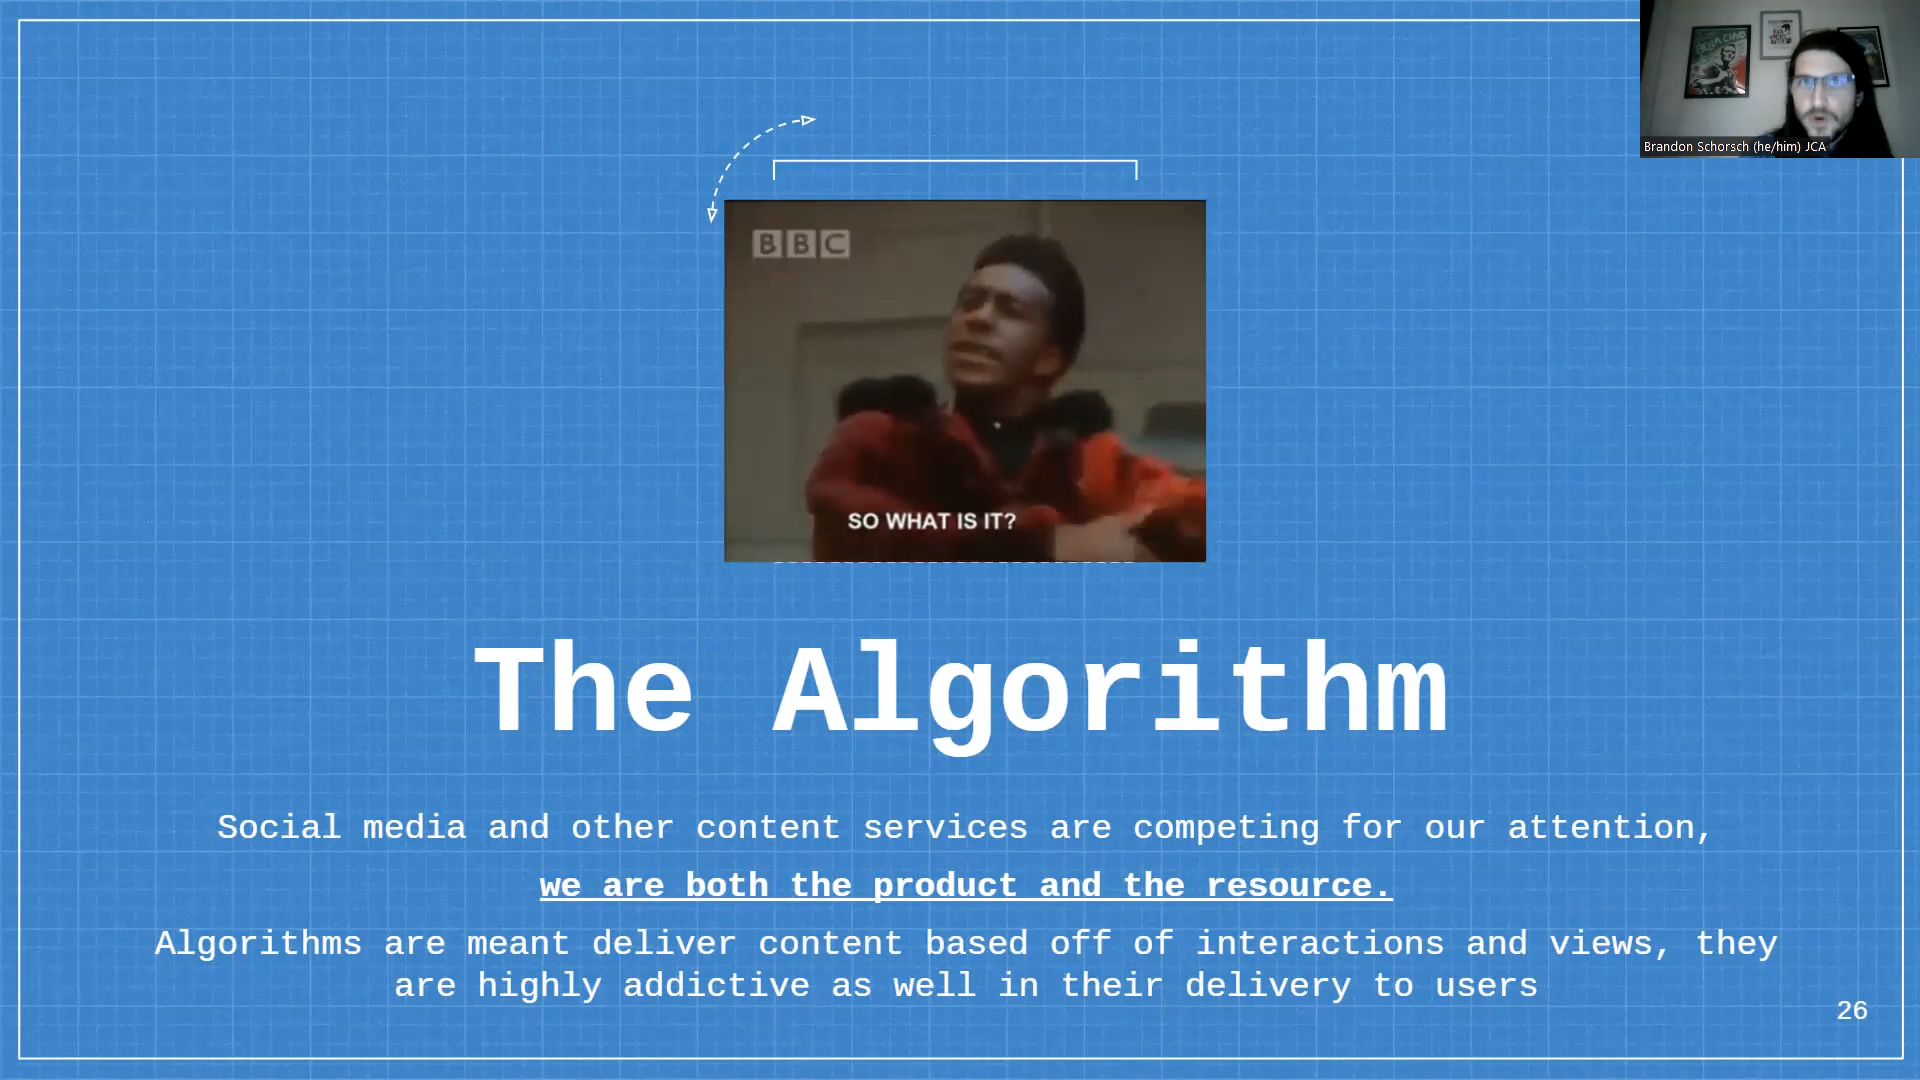 BELLA CIAO
Brandon Schorsch (he/him) JCA
BBC
SO WHAT IS IT?
The Algorithm
Social media and other content services are competing for our attention,
we are both the product and the resource.
Algorithms are meant deliver content based off of interactions and views, they
are highly addictive as well in their delivery to users
26